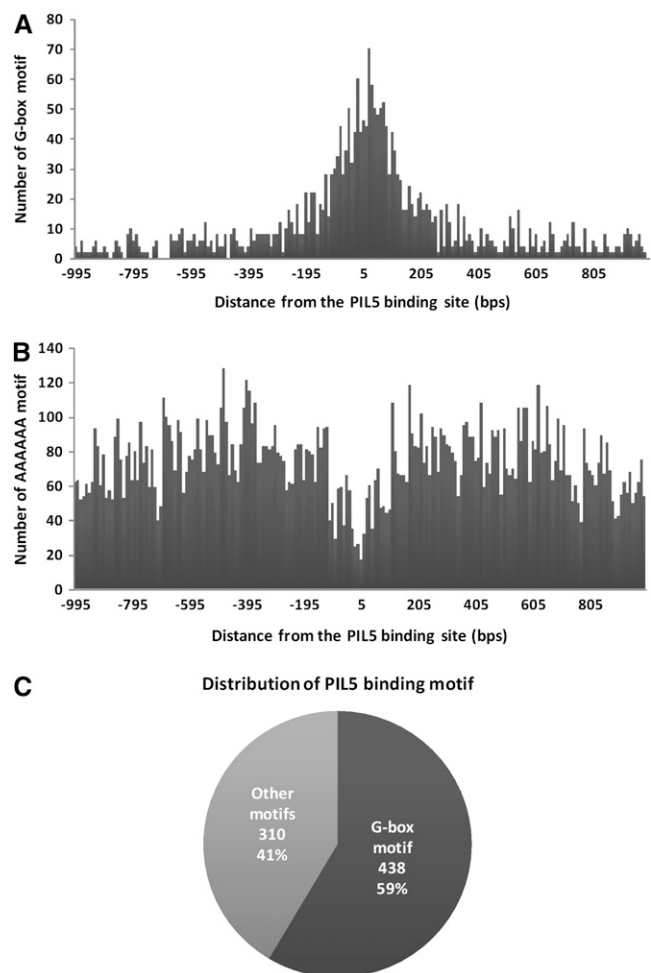 A
80
70
60
50
40
30
20
10
0
Number of G-box motif
-995 -795 -595 -395 -195 5 205 405 605 805
Distance from the PIL5 binding site (bps)
B
140
120
100
80
60
40
20
0
Number of AAAAAA motif
-995 -795 -595 -395 -195 5 205 405 605 805
Distance from the PIL5 binding site (bps)
C
Distribution of PIL5 binding motif
Other
motifs
310
41%
G-box
motif
438
59%